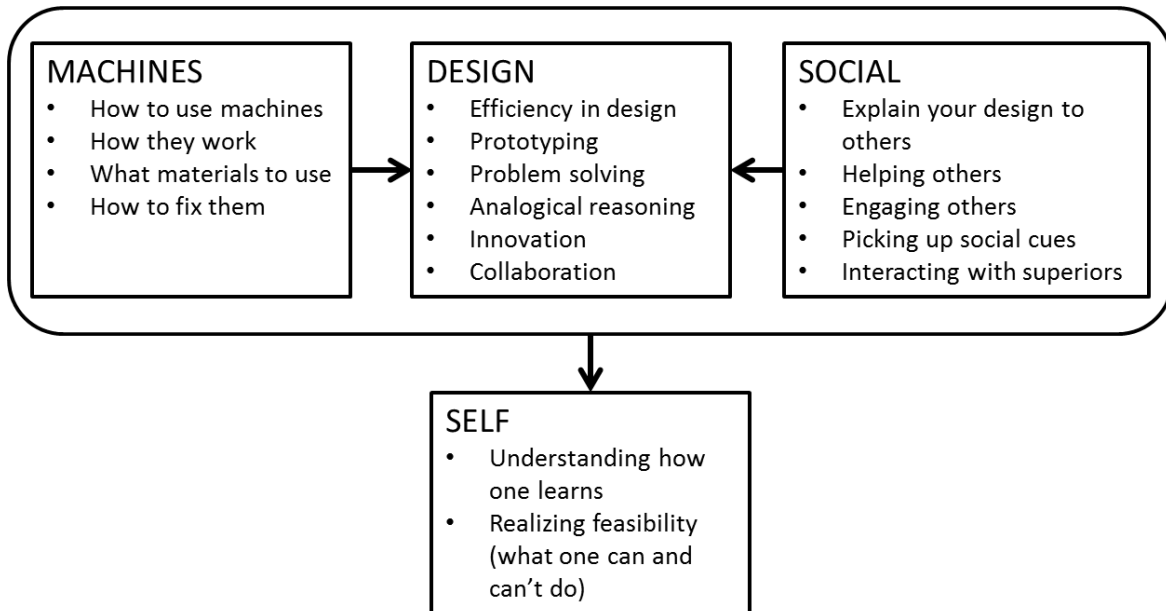 MACHINES
• How to use machines
• How they work
• What materials to use
• How to fix them
DESIGN
• Efficiency in design
• Prototyping
• Problem solving
• Analogical reasoning
• Innovation
• Collaboration
SOCIAL
• Explain your design to
others
• Helping others
• Engaging others
• Picking up social cues
• Interacting with superiors
SELF
• Understanding how
one learns
• Realizing feasibility
(what one can and
can't do)